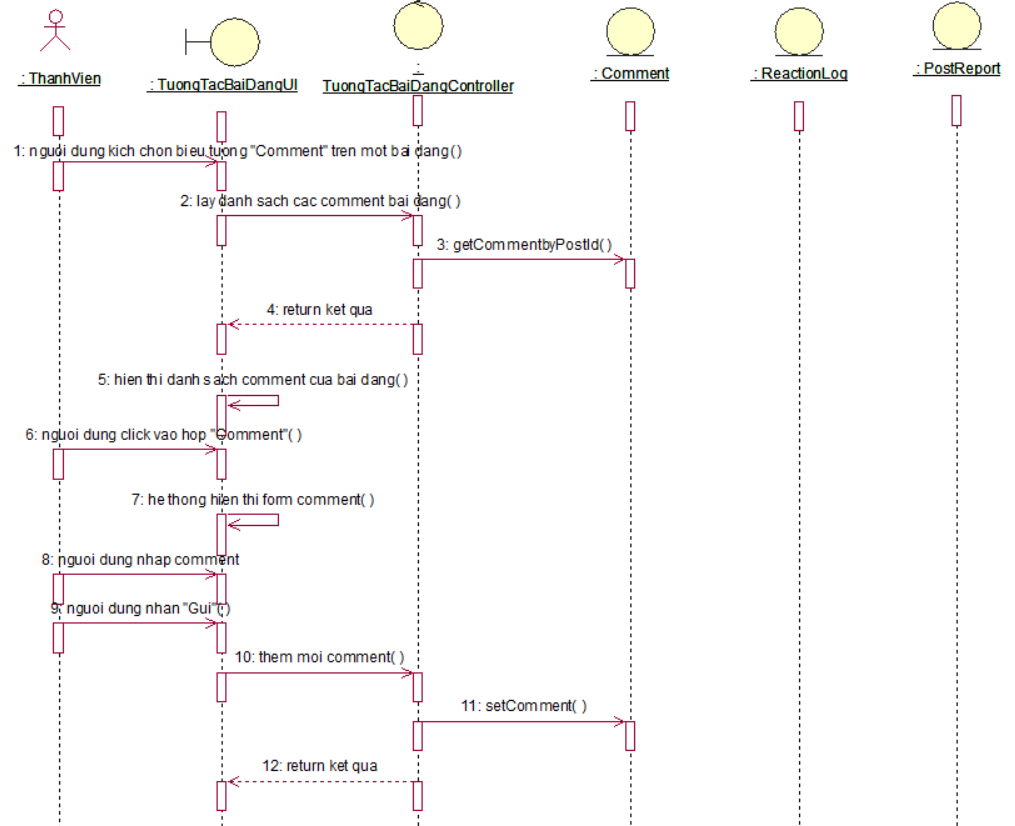 : ThanhVien
: TuongTacBaiDangUI
:
TuongTacBaiDangController
: Comment
: ReactionLog
: PostReport
1: nguoi dung kich chon bieu tuong "Comment" tren mot bai dang()
2: lay danh sach cac comment bai dang( )
3: getCommentbyPostId( )
4: return ket qua
5: hien thi danh sach comment cua bai dang( )
6: nguoi dung click vao hop "Comment"( )
7: he thong hien thi form comment( )
8: nguoi dung nhap comment
9: nguoi dung nhan "Gui"( )
10: them moi comment( )
11: setComment( )
12: return ket qua